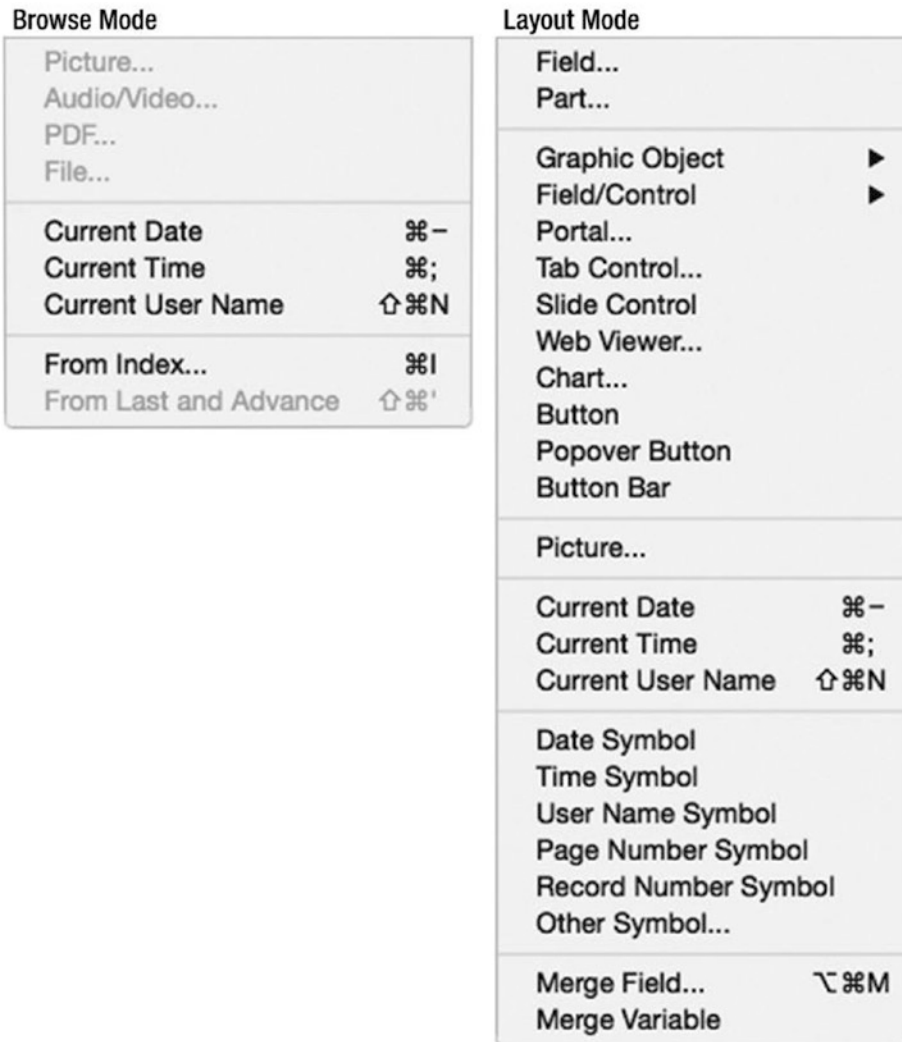 Browse Mode
Picture...
Audio/Video...
PDF...
File...
Current Date ⌘–
Current Time ⌘;
Current User Name ⇧⌘N
From Index... ⌘I
From Last and Advance ⇧⌘'
Layout Mode
Field...
Part...
Graphic Object ▶
Field/Control ▶
Portal...
Tab Control...
Slide Control
Web Viewer...
Chart...
Button
Popover Button
Button Bar
Picture...
Current Date ⌘–
Current Time ⌘;
Current User Name ⇧⌘N
Date Symbol
Time Symbol
User Name Symbol
Page Number Symbol
Record Number Symbol
Other Symbol...
Merge Field... ⌥⌘M
Merge Variable